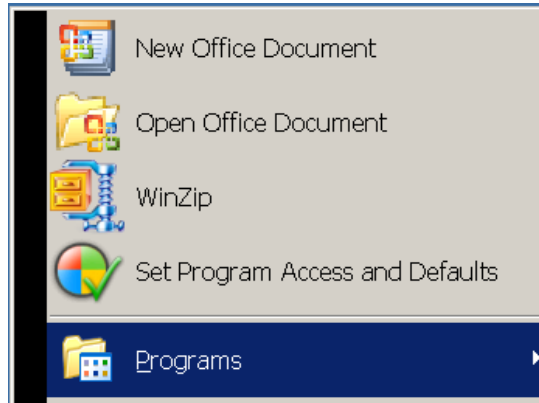 New Office Document
Open Office Document
WinZip
Set Program Access and Defaults
Programs